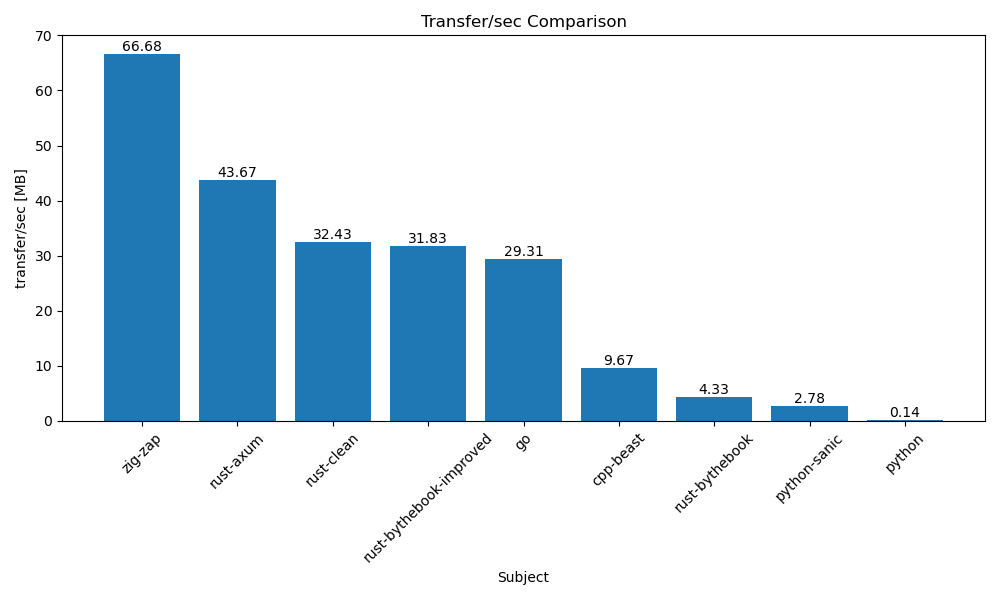 Transfer/sec Comparison
transfer/sec [MB]
70
60
50
40
30
20
10
0
66.68
43.67
32.43
31.83
29.31
9.67
4.33
2.78
0.14
zig-zap
rust-axum
rust-clean
rust-bythebook-improved
go
cpp-beast
rust-bythebook
python-sanic
python
Subject